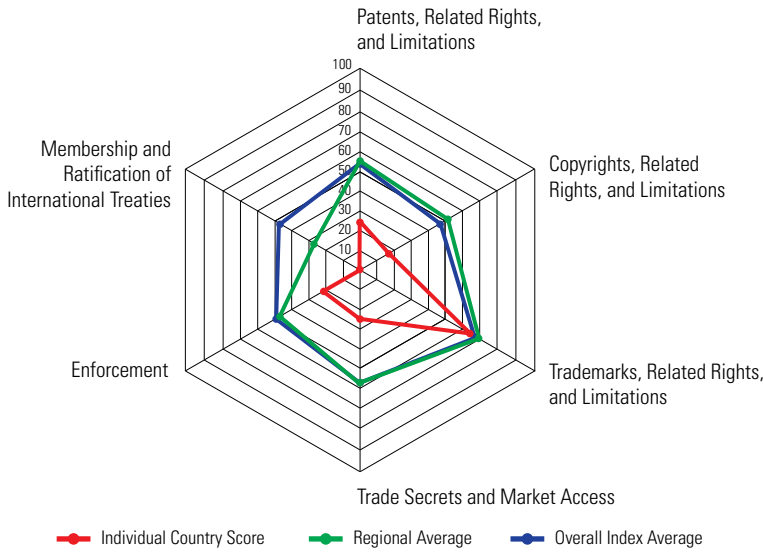 Patents, Related Rights,
and Limitations
100
90
80
70
60
50
40
30
20
10
Membership and
Ratification of
International Treaties
Copyrights, Related
Rights, and Limitations
Enforcement
Trademarks, Related Rights,
and Limitations
Trade Secrets and Market Access
Individual Country Score
Regional Average
Overall Index Average